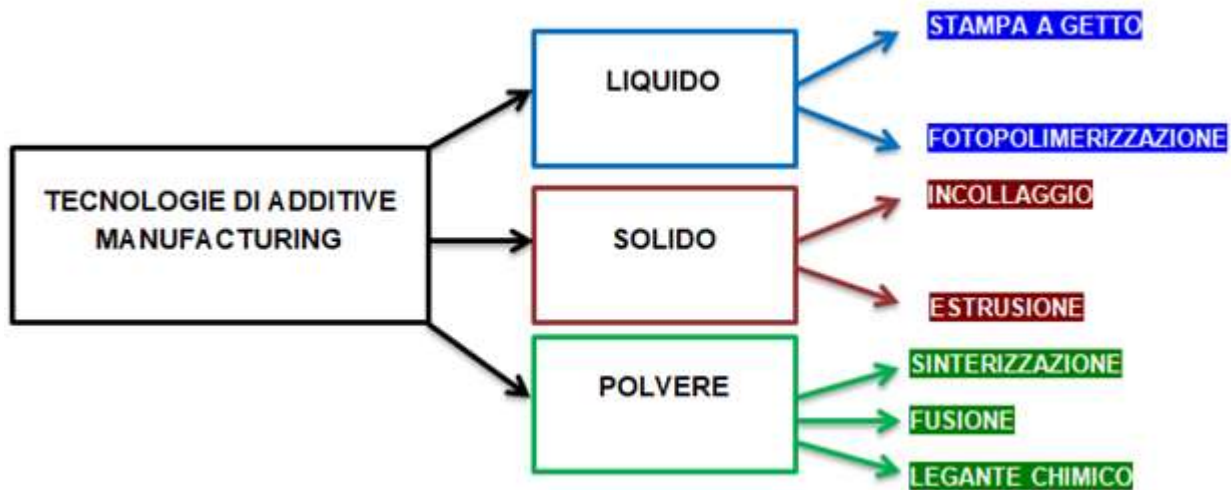 TECNOLOGIE DI ADDITIVE
MANUFACTURING
LIQUIDO
STAMPA A GETTO
FOTOPOLIMERIZZAZIONE
SOLIDO
INCOLLAGGIO
ESTRUSIONE
POLVERE
SINTERIZZAZIONE
FUSIONE
LEGANTE CHIMICO